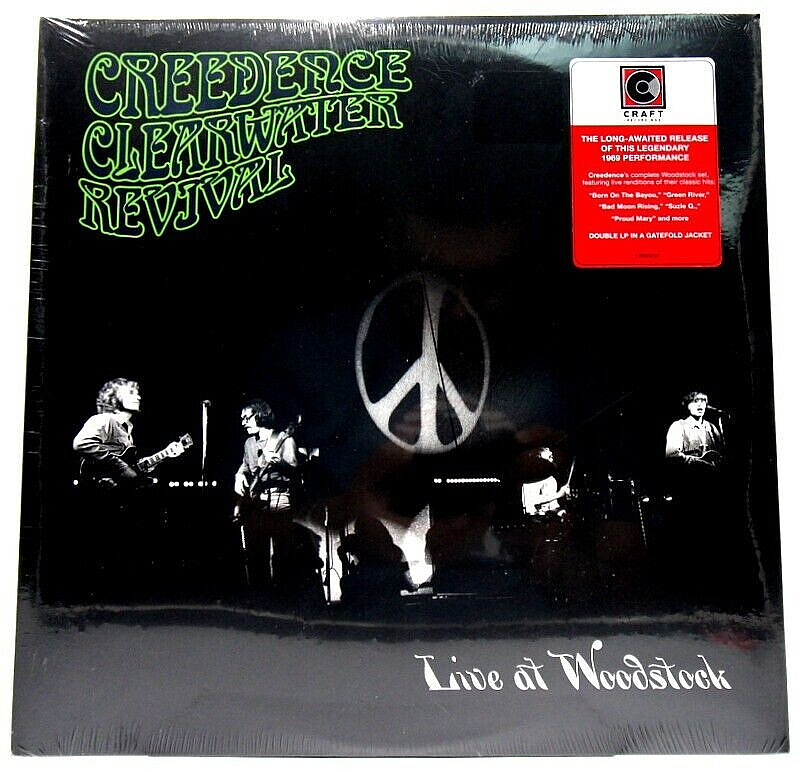 CREEDENCE
CLEARWATER
REVIVAL
CRAFT
RECORDINGS
THE LONG-AWAITED RELEASE
OF THIS LEGENDARY
1969 PERFORMANCE
Creedence's complete Woodstock set,
featuring live renditions of their classic hits:
"Born On The Bayou," "Green River,"
"Bad Moon Rising," "Suzie Q.,"
"Proud Mary" and more
DOUBLE LP IN A GATEFOLD JACKET
Live at Woodstock